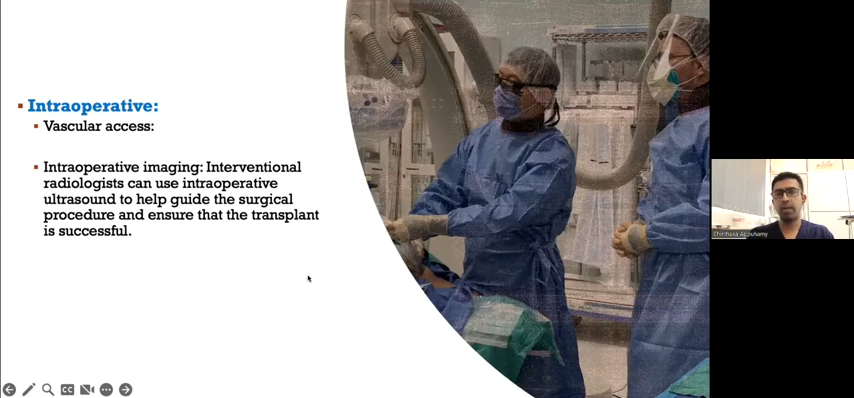 Intraoperative:
Vascular access:
Intraoperative imaging: Interventional
radiologists can use intraoperative
ultrasound to help guide the surgical
procedure and ensure that the transplant
is successful.
CC